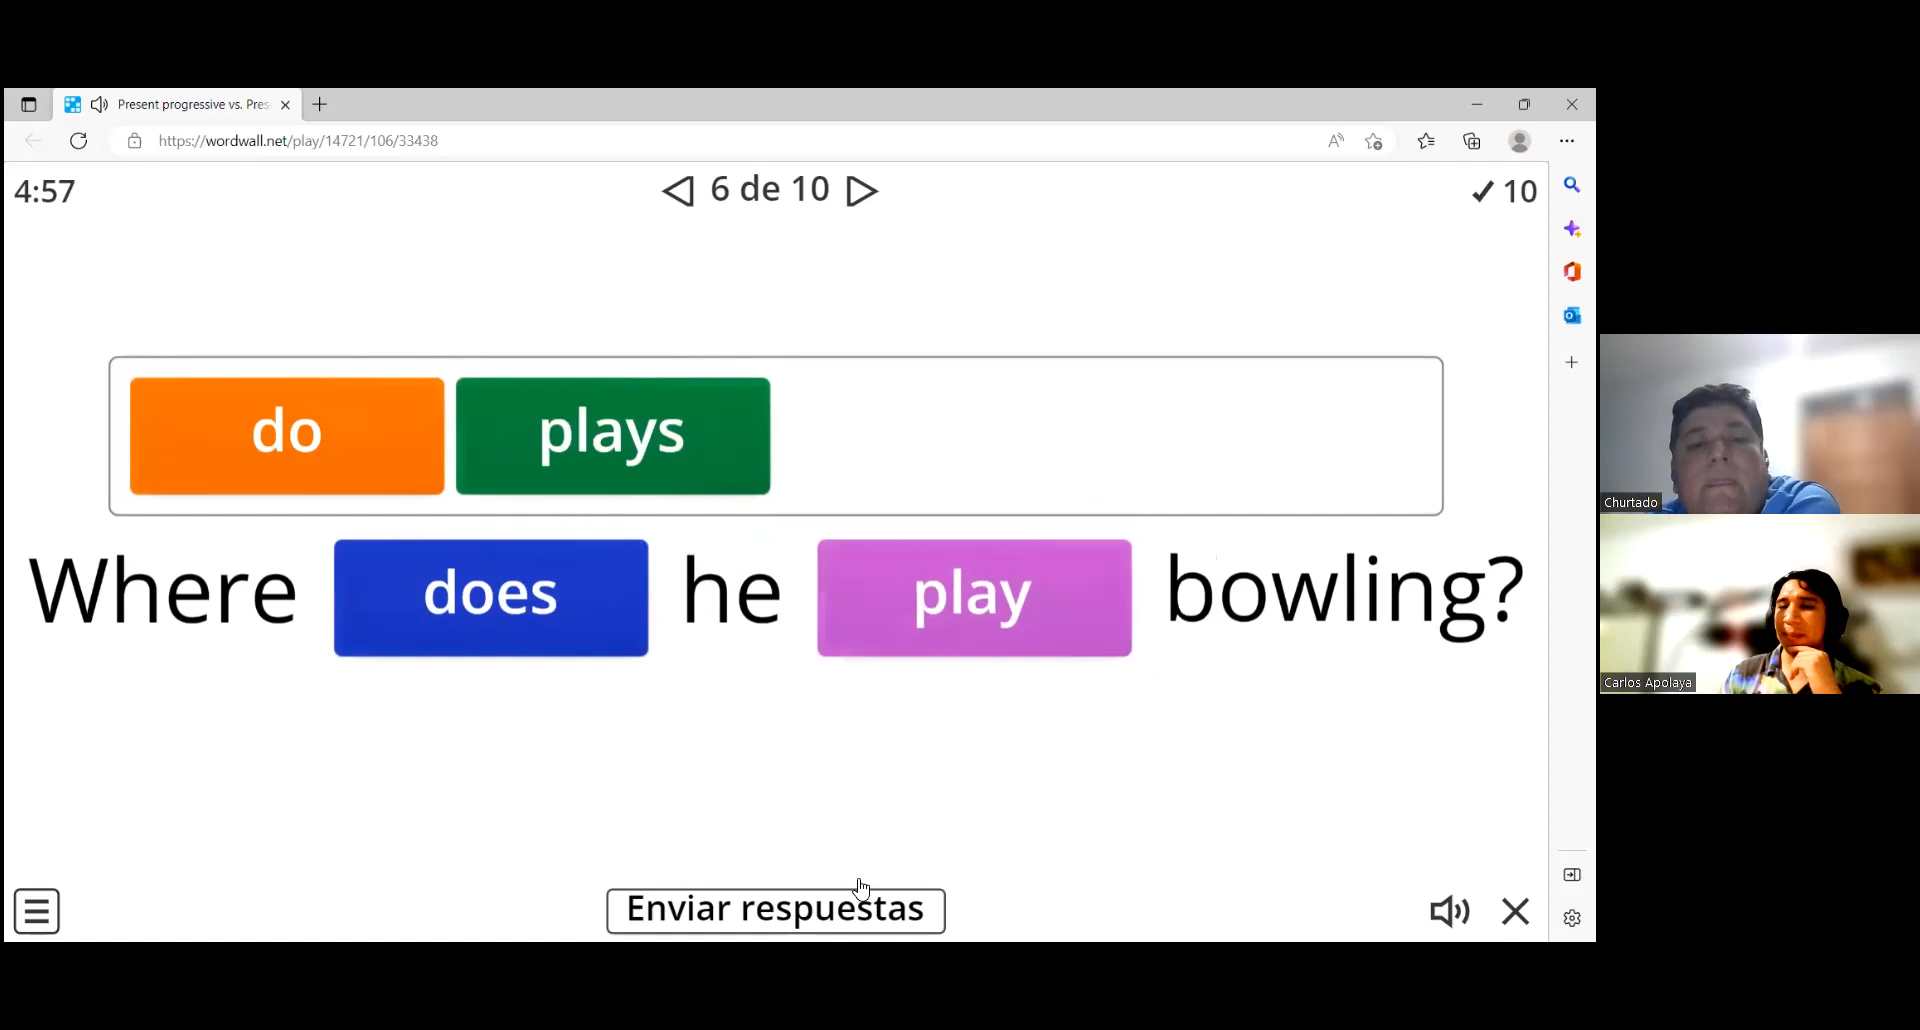 Present progressive vs. Pres
https://wordwall.net/play/14721/106/33438
4:57
6 de 10
10
do plays
Where does he play bowling?
Enviar respuestas
Churtado
Carlos Apolaya